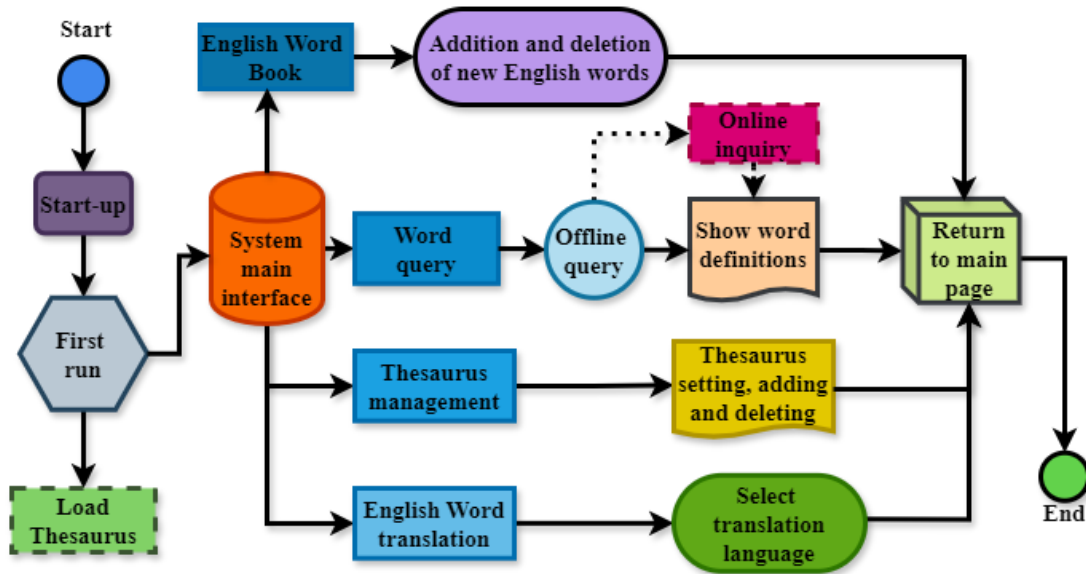 Start
Start-up
First
run
Load
Thesaurus
System
main
interface
English Word
Book
Addition and deletion
of new English words
Word
query
Offline
query
Online
inquiry
Show word
definitions
Thesaurus
management
Thesaurus
setting, adding
and deleting
English Word
translation
Select
translation
language
Return
to main
page
End